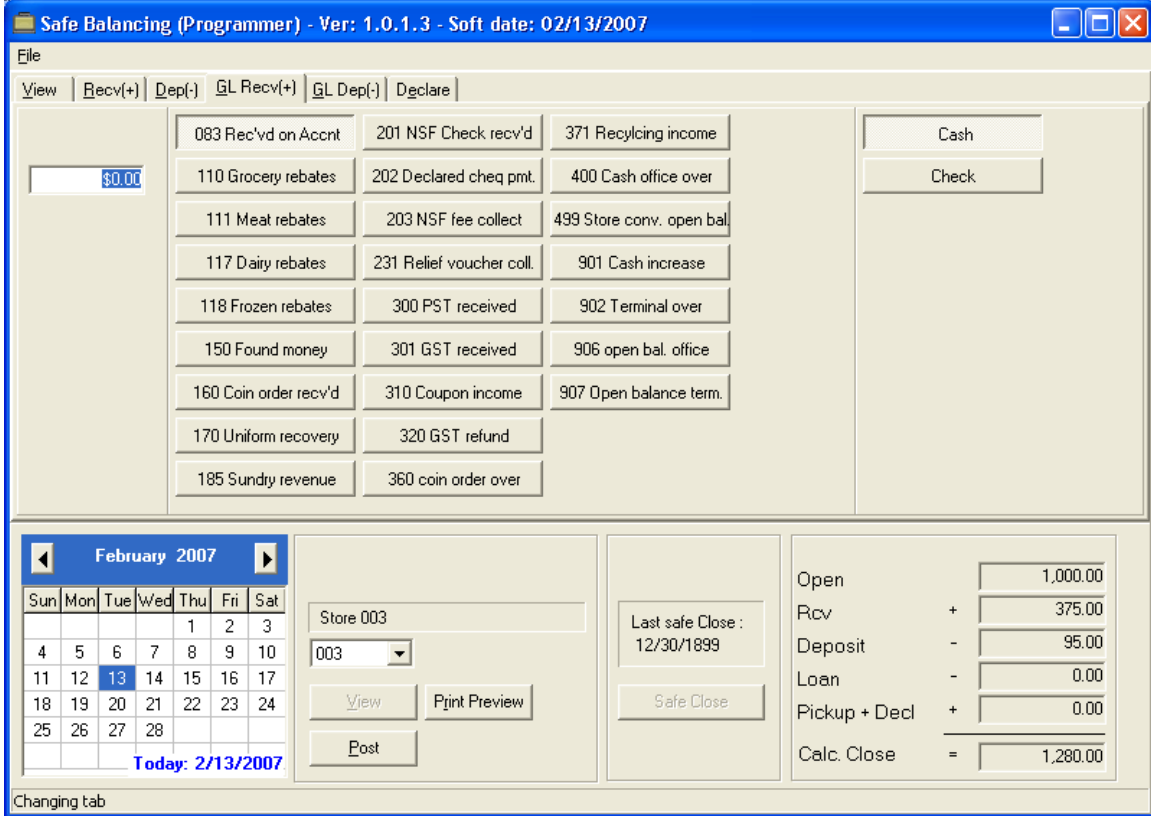 Safe Balancing (Programmer) - Ver: 1.0.1.3 - Soft date: 02/13/2007
File
View Recv(+) Dep(-) GL Recv(+) GL Dep(-) Declare
$0.00
083 Rec'vd on Accnt
110 Grocery rebates
111 Meat rebates
117 Dairy rebates
118 Frozen rebates
150 Found money
160 Coin order recv'd
170 Uniform recovery
185 Sundry revenue
201 NSF Check recv'd
202 Declared cheq pmt.
203 NSF fee collect
231 Relief voucher coll.
300 PST received
301 GST received
310 Coupon income
320 GST refund
360 coin order over
371 Recylcing income
400 Cash office over
499 Store conv. open bal.
901 Cash increase
902 Terminal over
906 open bal. office
907 Open balance term.
Cash
Check
February 2007
Sun Mon Tue Wed Thu Fri Sat
1 2 3
4 5 6 7 8 9 10
11 12 13 14 15 16 17
18 19 20 21 22 23 24
25 26 27 28
Today: 2/13/2007
Store 003
003
View Print Preview
Post
Last safe Close :
12/30/1899
Safe Close
Open 1,000.00
Rcv + 375.00
Deposit - 95.00
Loan - 0.00
Pickup + Decl + 0.00
Calc. Close = 1,280.00
Changing tab